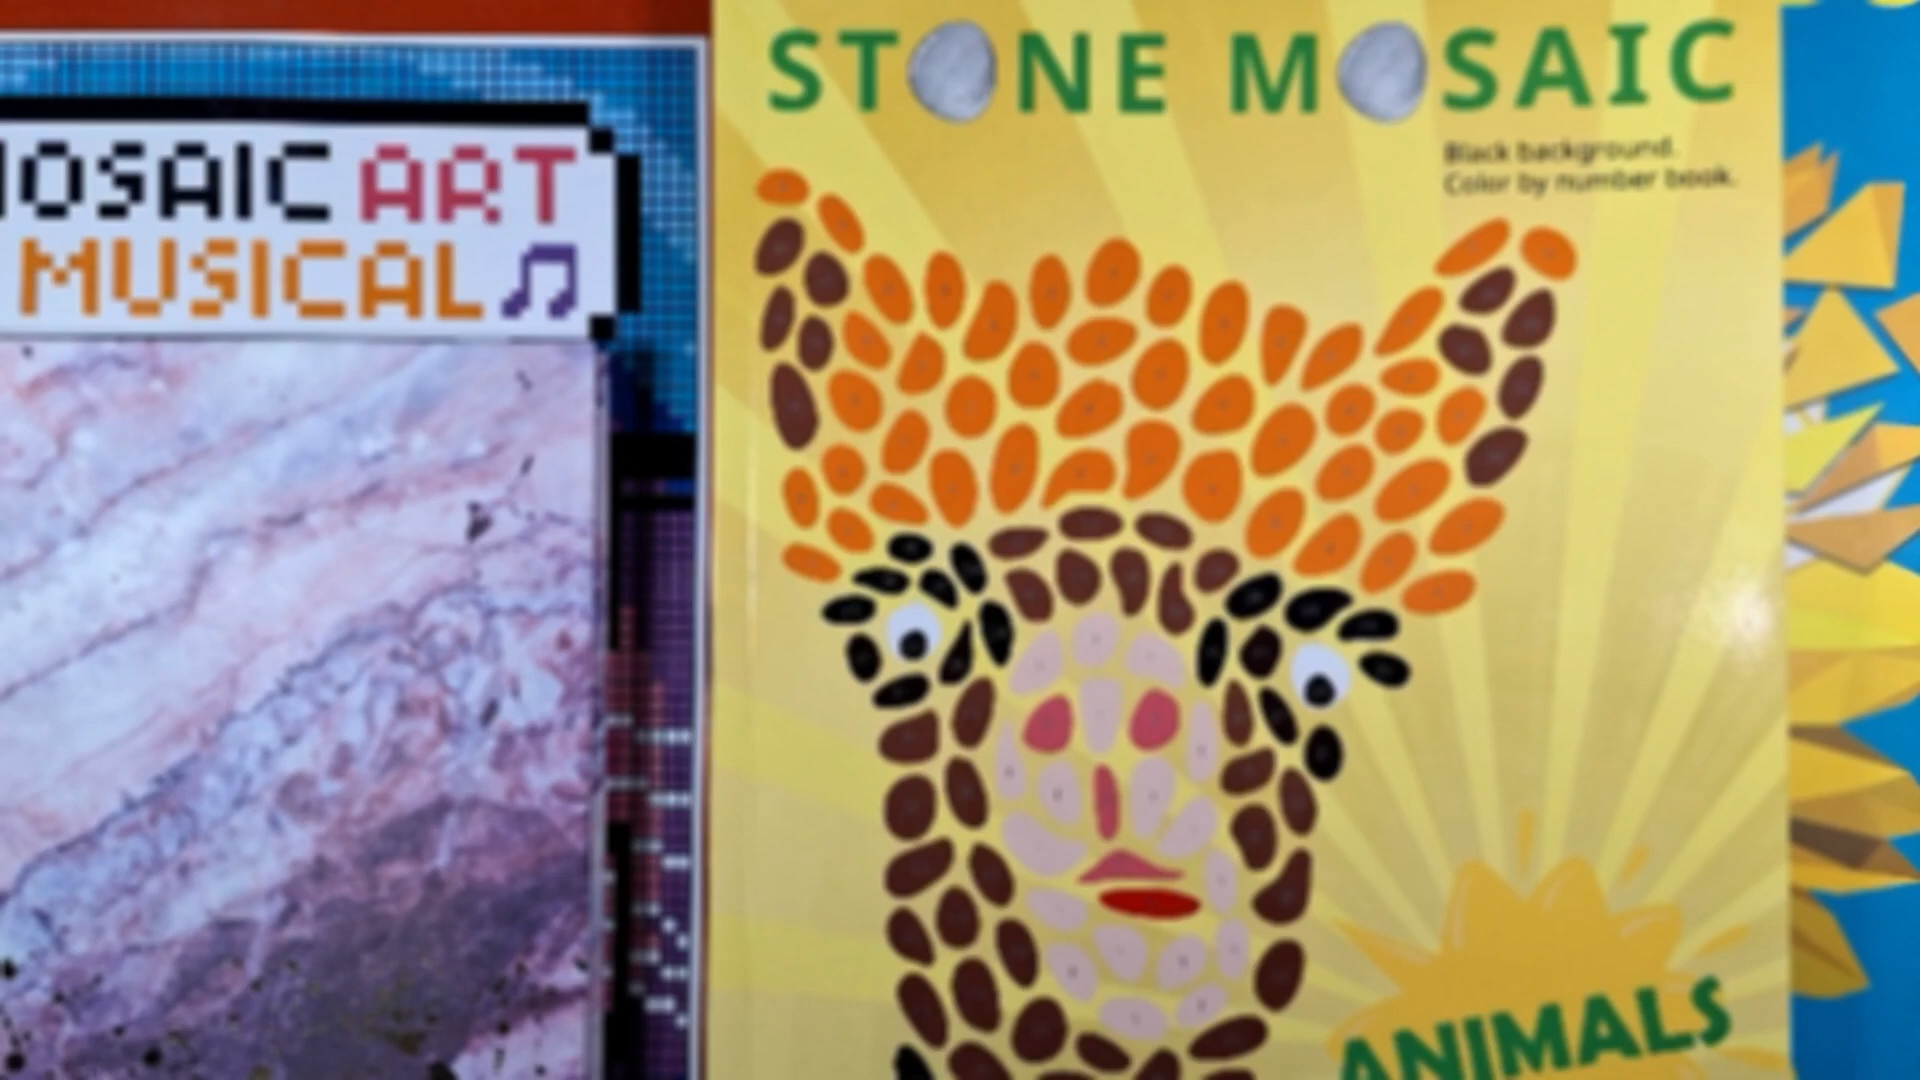 MOSAIC ART
MUSICAL
STONE MOSAIC
Black background.
Color by number book.
ANIMALS